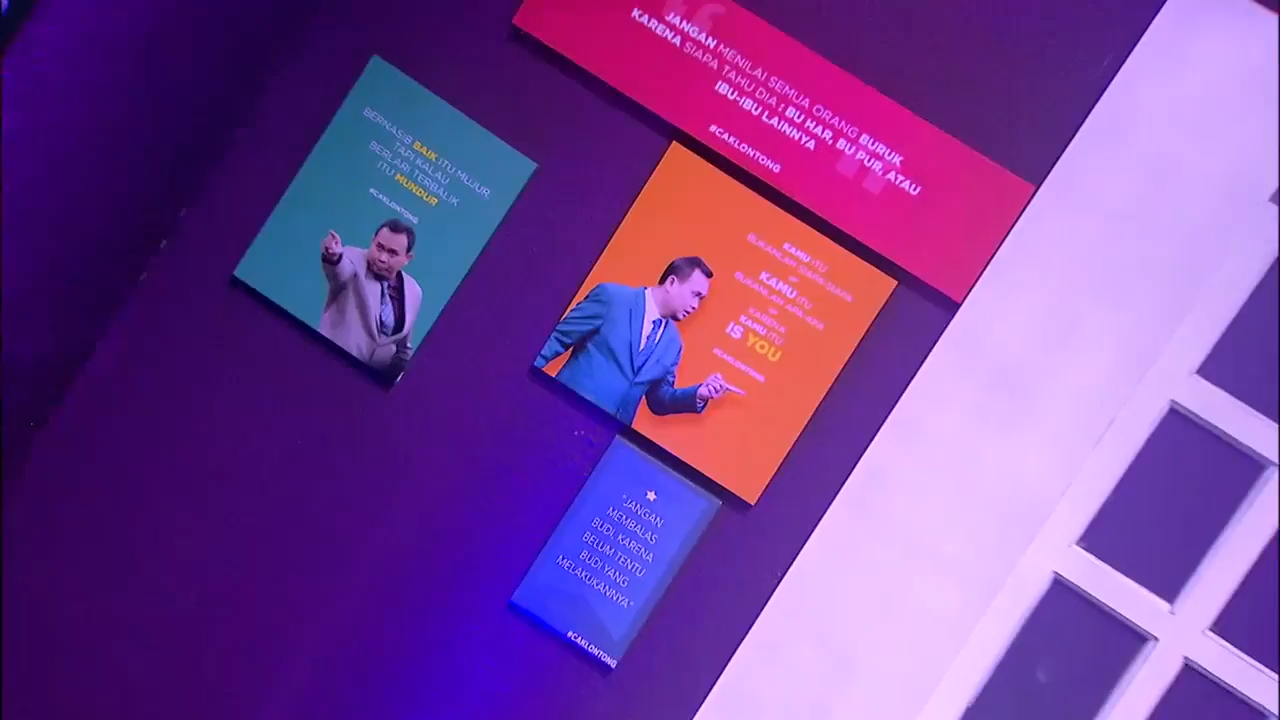 JANGAN MENILAI SEMUA ORANG BURUK
KARENA SIAPA TAHU DIA : BU HAR, BU PUR, ATAU
IBU-IBU LAINNYA
#CAKLONTONG
BERNASIB BAIK ITU MUJUR,
TAPI KALAU
BERLARI TERBALIK
ITU MUNDUR
#CAKLONTONG
KAMU ITU
BUKANLAH SIAPA-SIAPA
KAMU ITU
BUKANLAH APA-APA
KARENA
KAMU ITU
IS YOU
#CAKLONTONG
"JANGAN
MEMBALAS
BUDI, KARENA
BELUM TENTU
BUDI YANG
MELAKUKANNYA"
#CAKLONTONG